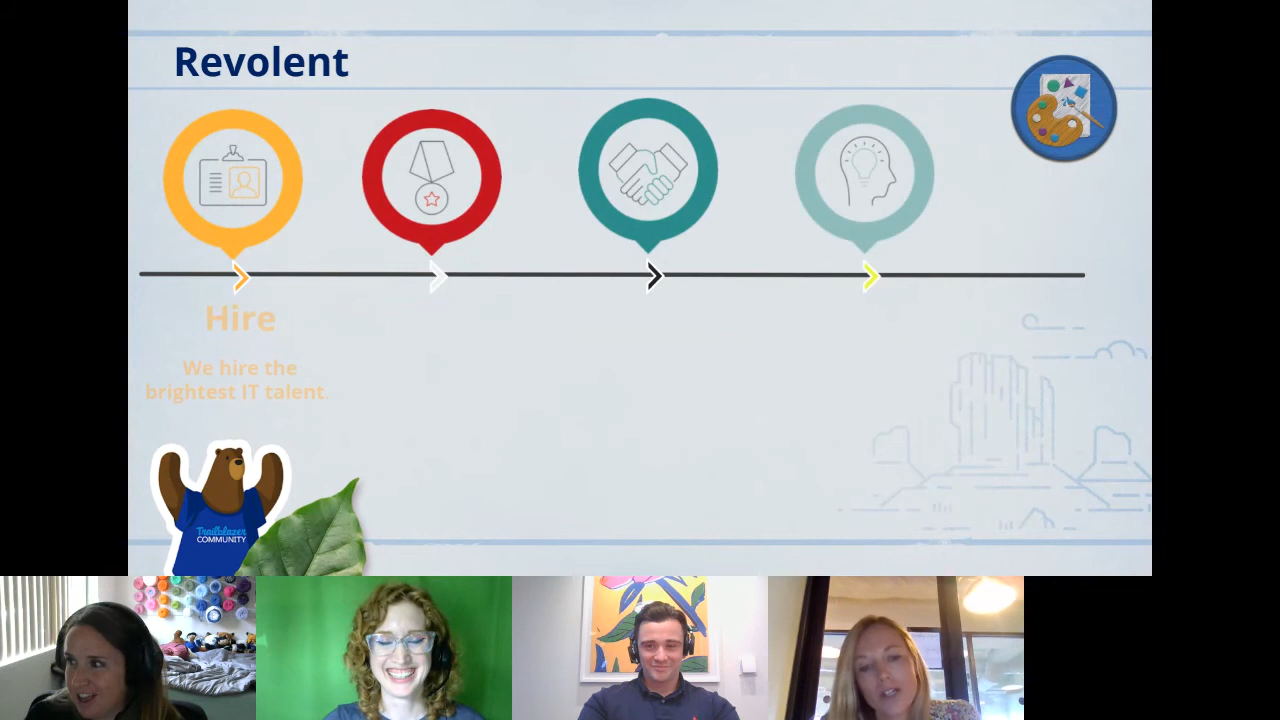 Revolent
Hire
We hire the
brightest IT talent.
Trailblazer
COMMUNITY